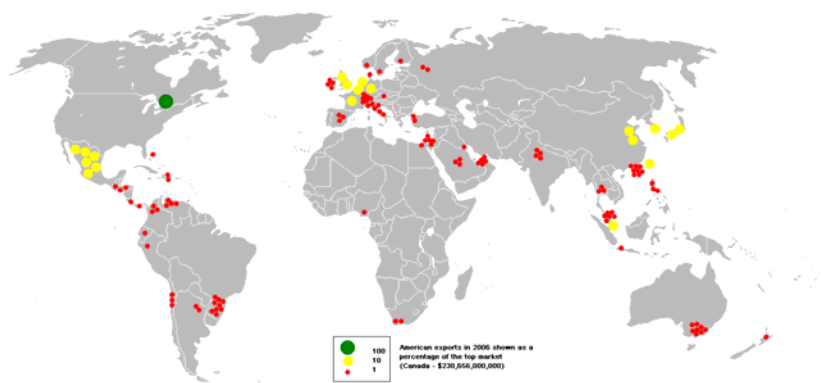 100
10
1
American exports in 2006 shown as a
percentage of the top market
(Canada - $230,656,000,000)